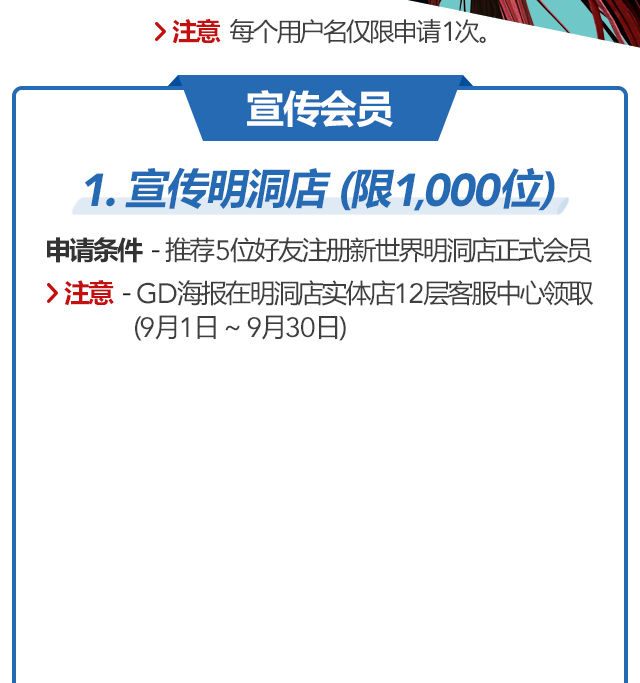 注意 每个用户名仅限申请1次。
宣传会员
1. 宣传明洞店 (限1,000位)
申请条件 - 推荐5位好友注册新世界明洞店正式会员
注意 - GD海报在明洞店实体店12层客服中心领取
(9月1日 ~ 9月30日)